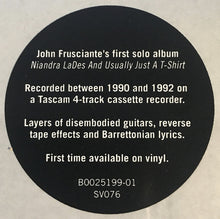 John Frusciante's first solo album
Niandra LaDes And Usually Just A T-Shirt
Recorded between 1990 and 1992 on
a Tascam 4-track cassette recorder.
Layers of disembodied guitars, reverse
tape effects and Barrettonian lyrics.
First time available on vinyl.
B0025199-01
SV076